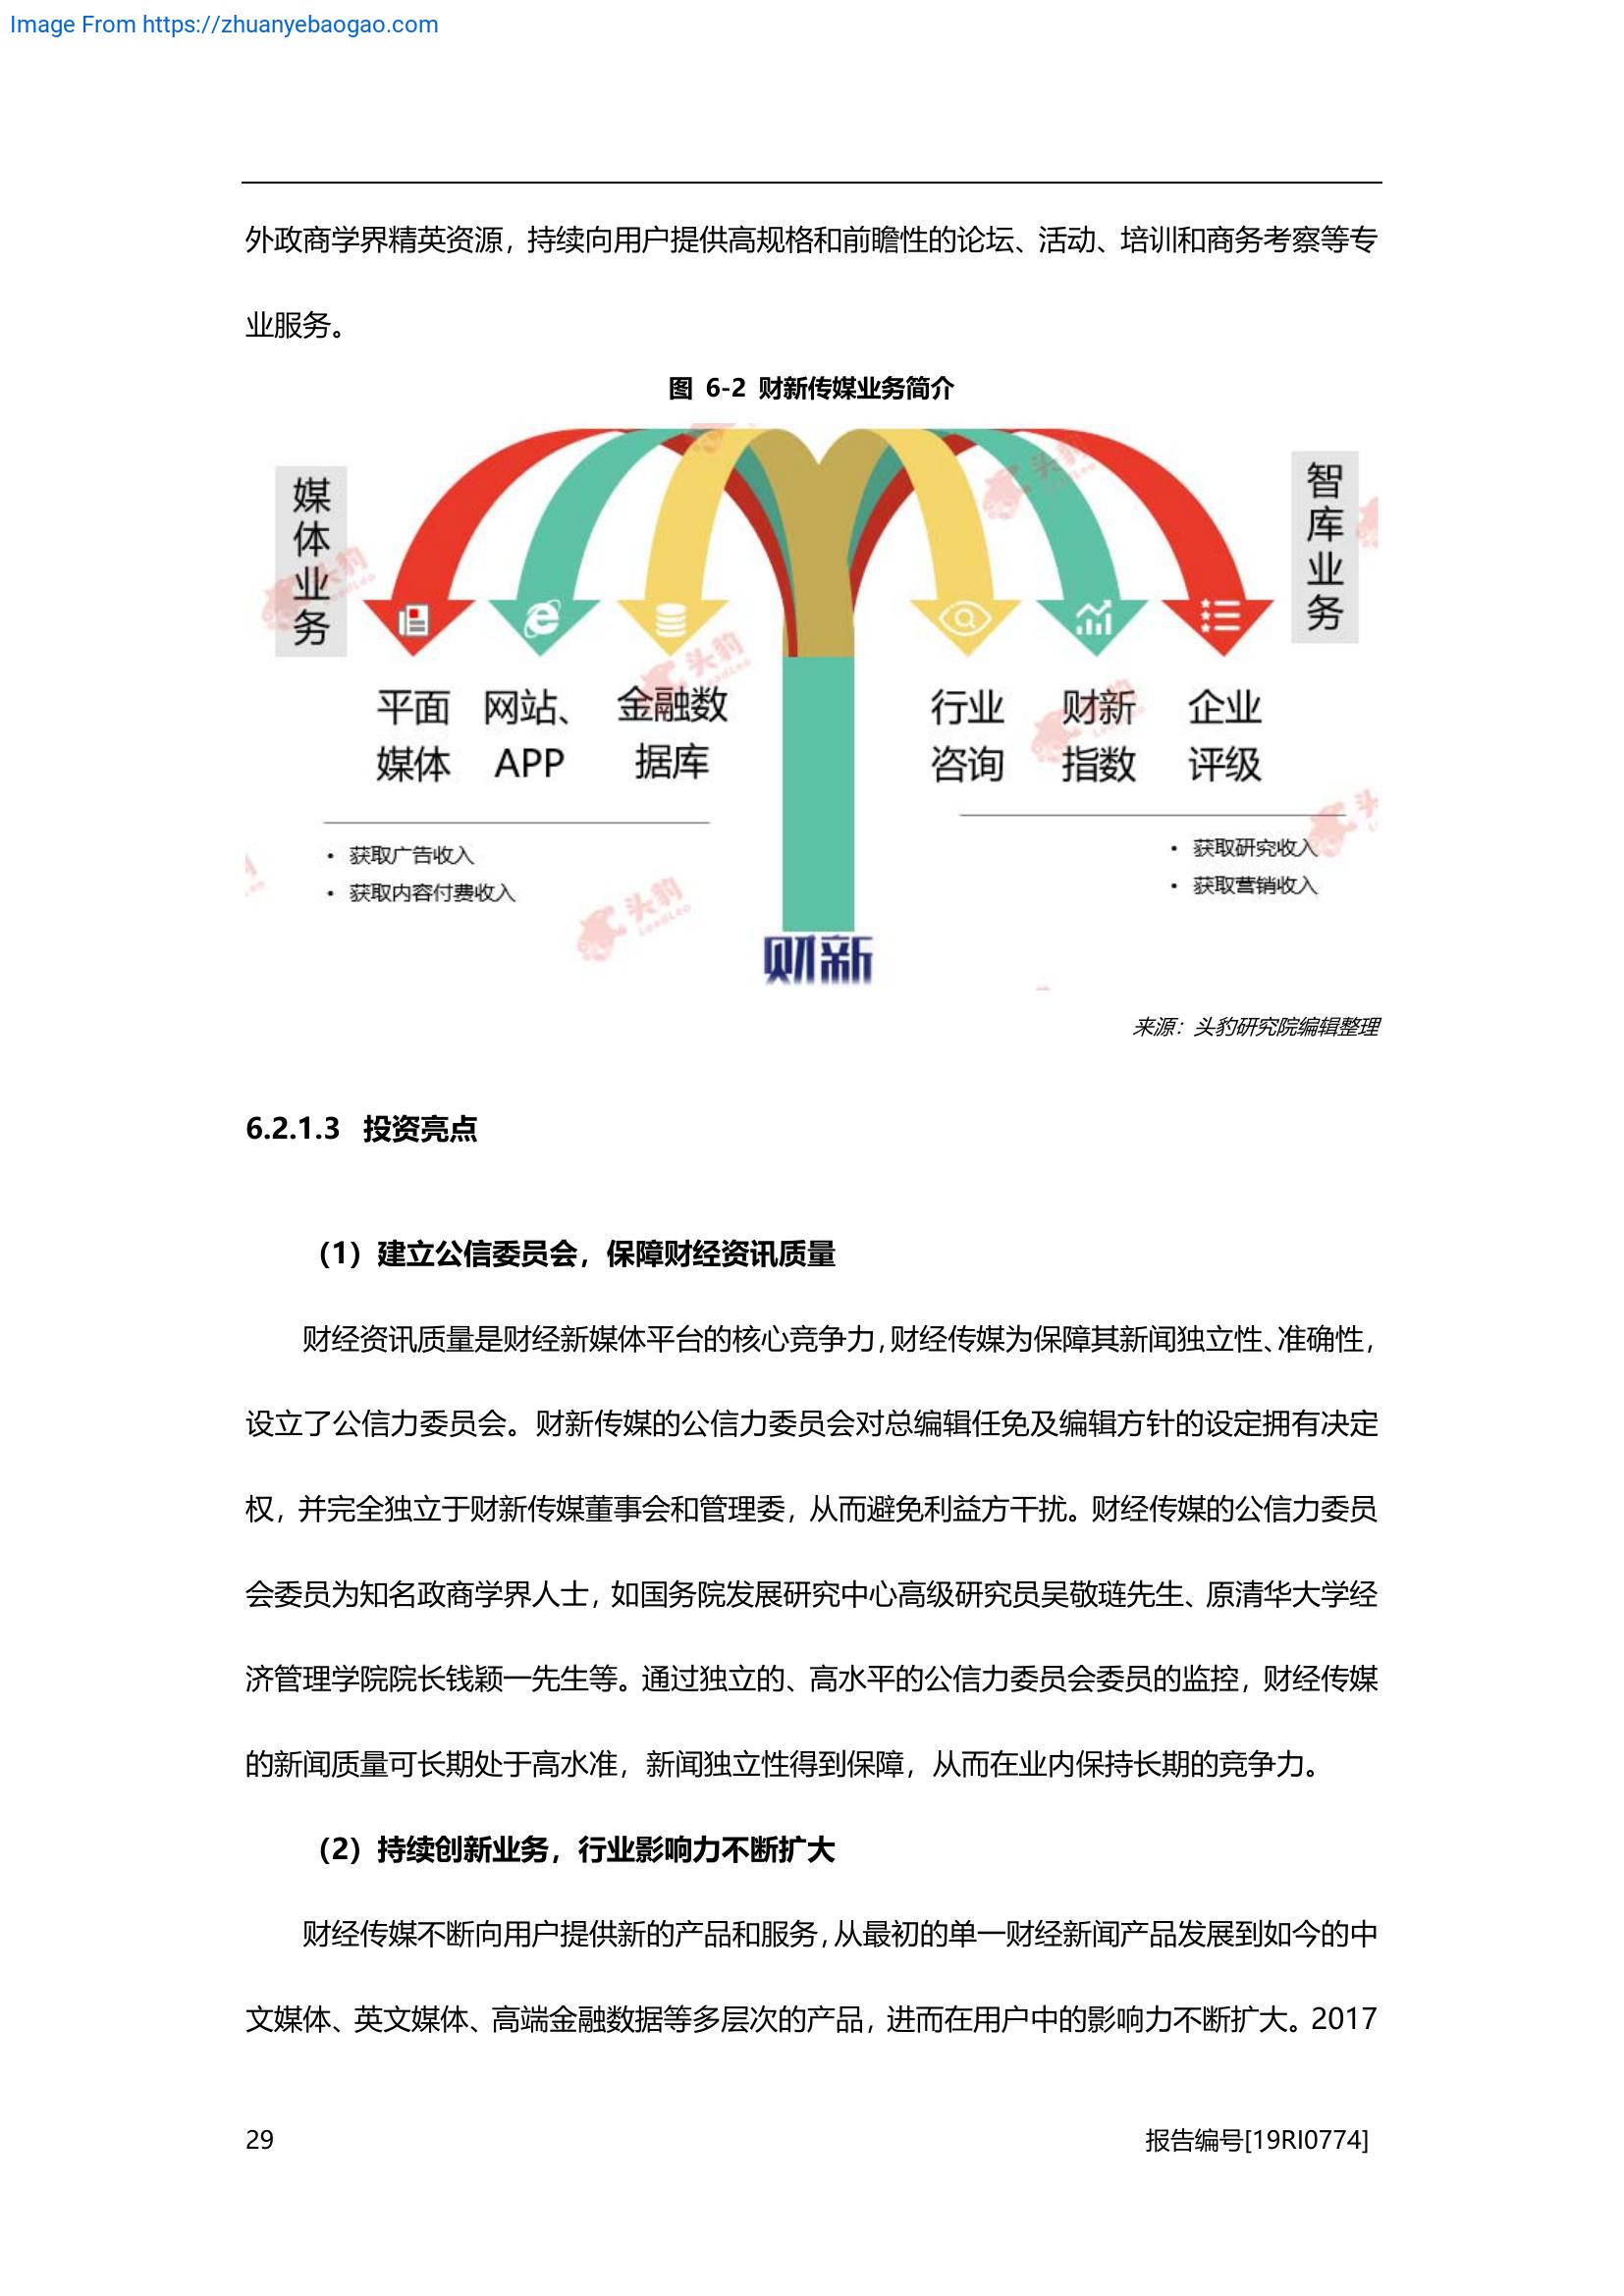 Image From https://zhuanyebaogao.com
外政商学界精英资源，持续向用户提供高规格和前瞻性的论坛、活动、培训和商务考察等专
业服务。
图 6-2 财新传媒业务简介
媒体业务
智库业务
平面
媒体
网站、
APP
金融数
据库
行业
咨询
财新
指数
企业
评级
• 获取广告收入
• 获取内容付费收入
• 获取研究收入
• 获取营销收入
财新
头豹
LeadLeo
头豹
LeadLeo
头豹
LeadLeo
头豹
LeadLeo
头豹
LeadLeo
来源：头豹研究院编辑整理
6.2.1.3 投资亮点
（1）建立公信委员会，保障财经资讯质量
财经资讯质量是财经新媒体平台的核心竞争力，财经传媒为保障其新闻独立性、准确性，
设立了公信力委员会。财新传媒的公信力委员会对总编辑任免及编辑方针的设定拥有决定
权，并完全独立于财新传媒董事会和管理委，从而避免利益方干扰。财经传媒的公信力委员
会委员为知名政商学界人士，如国务院发展研究中心高级研究员吴敬琏先生、原清华大学经
济管理学院院长钱颖一先生等。通过独立的、高水平的公信力委员会委员的监控，财经传媒
的新闻质量可长期处于高水准，新闻独立性得到保障，从而在业内保持长期的竞争力。
（2）持续创新业务，行业影响力不断扩大
财经传媒不断向用户提供新的产品和服务，从最初的单一财经新闻产品发展到如今的中
文媒体、英文媒体、高端金融数据等多层次的产品，进而在用户中的影响力不断扩大。2017
29
报告编号[19RI0774]